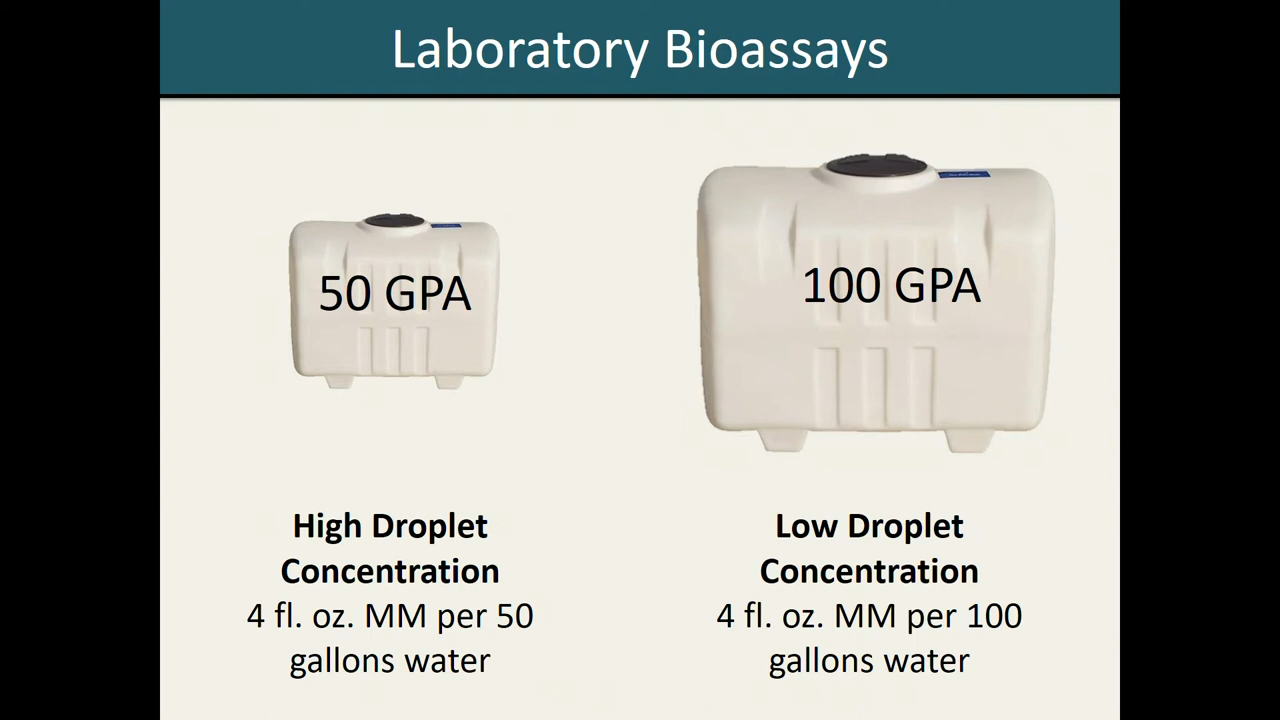 Laboratory Bioassays
50 GPA
100 GPA
High Droplet
Concentration
4 fl. oz. MM per 50
gallons water
Low Droplet
Concentration
4 fl. oz. MM per 100
gallons water